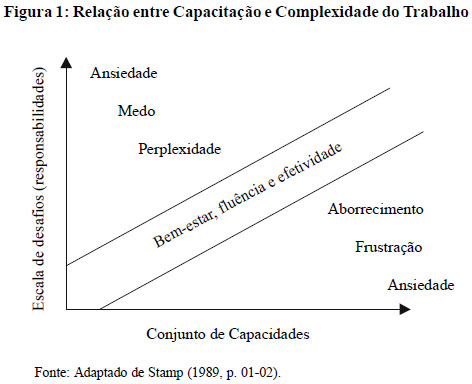 Figura 1: Relação entre Capacitação e Complexidade do Trabalho
Escala de desafios (responsabilidades)
Ansiedade
Medo
Perplexidade
Bem-estar, fluência e efetividade
Aborrecimento
Frustração
Ansiedade
Conjunto de Capacidades
Fonte: Adaptado de Stamp (1989, p. 01-02).